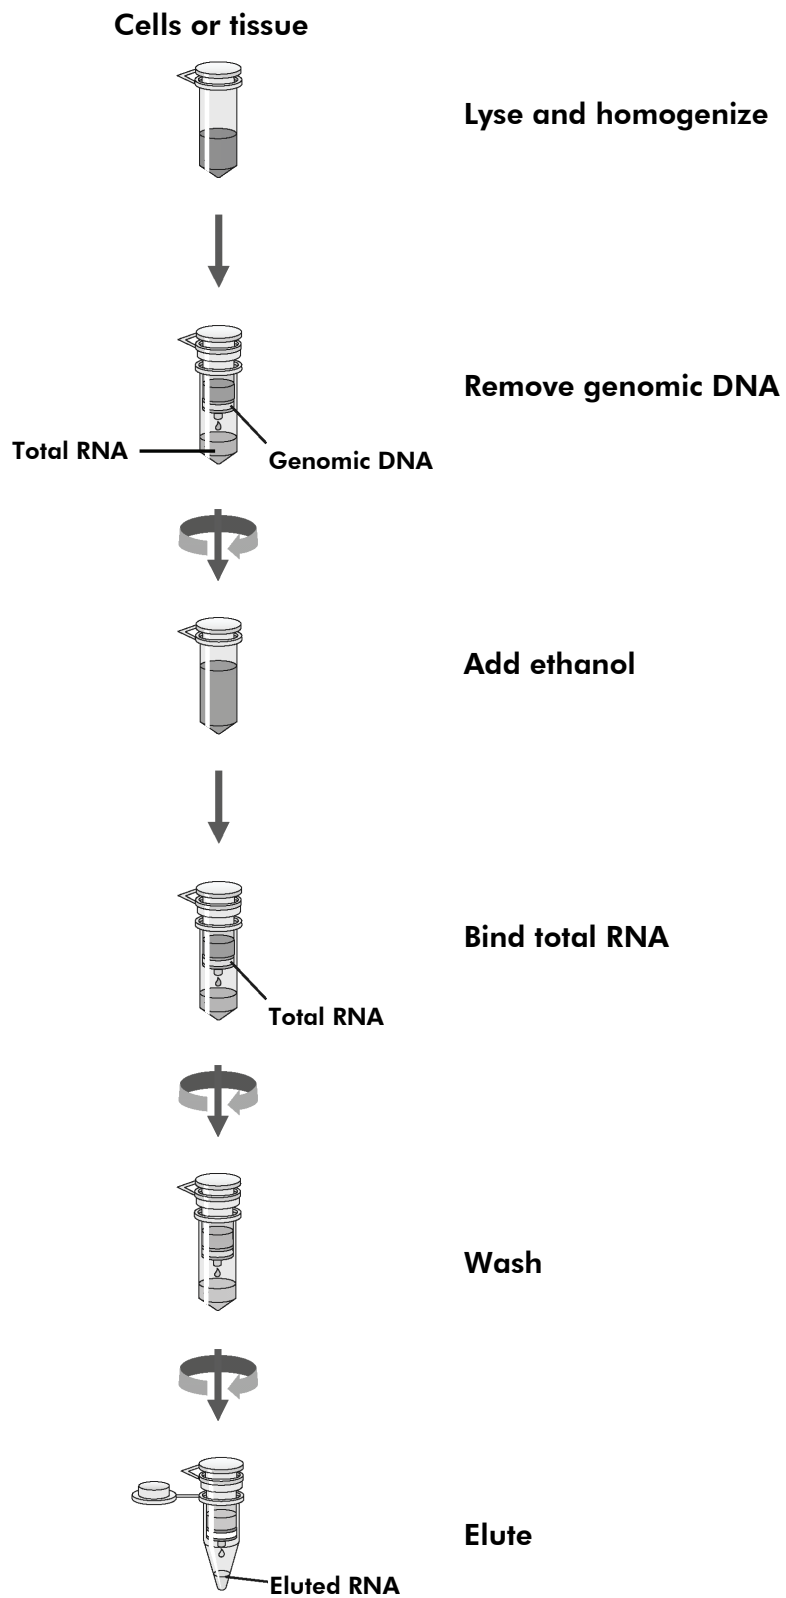 Cells or tissue
Lyse and homogenize
Remove genomic DNA
Total RNA
Genomic DNA
Add ethanol
Bind total RNA
Total RNA
Wash
Elute
Eluted RNA